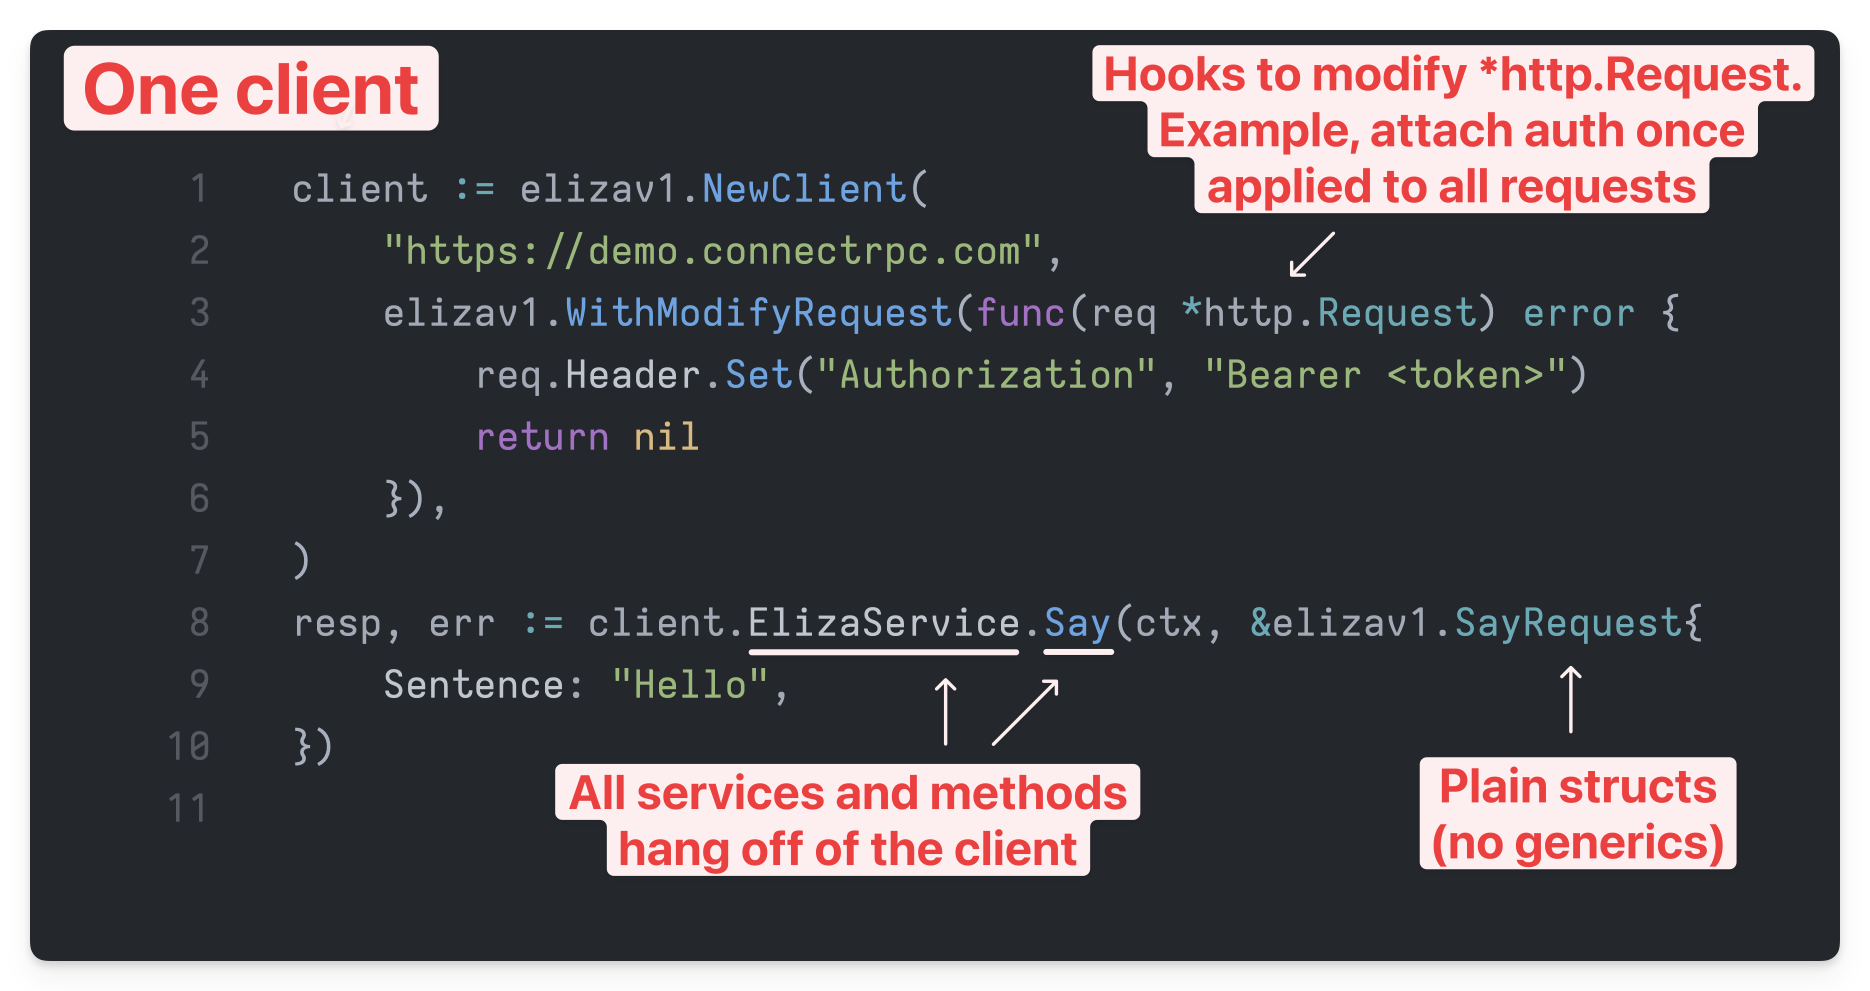 One client
Hooks to modify *http.Request.
Example, attach auth once
applied to all requests
1 client := elizav1.NewClient(
2 "https://demo.connectrpc.com",
3 elizav1.WithModifyRequest(func(req *http.Request) error {
4 req.Header.Set("Authorization", "Bearer <token>")
5 return nil
6 }),
7 )
8 resp, err := client.ElizaService.Say(ctx, &elizav1.SayRequest{
9 Sentence: "Hello",
10 })
11
All services and methods
hang off of the client
Plain structs
(no generics)